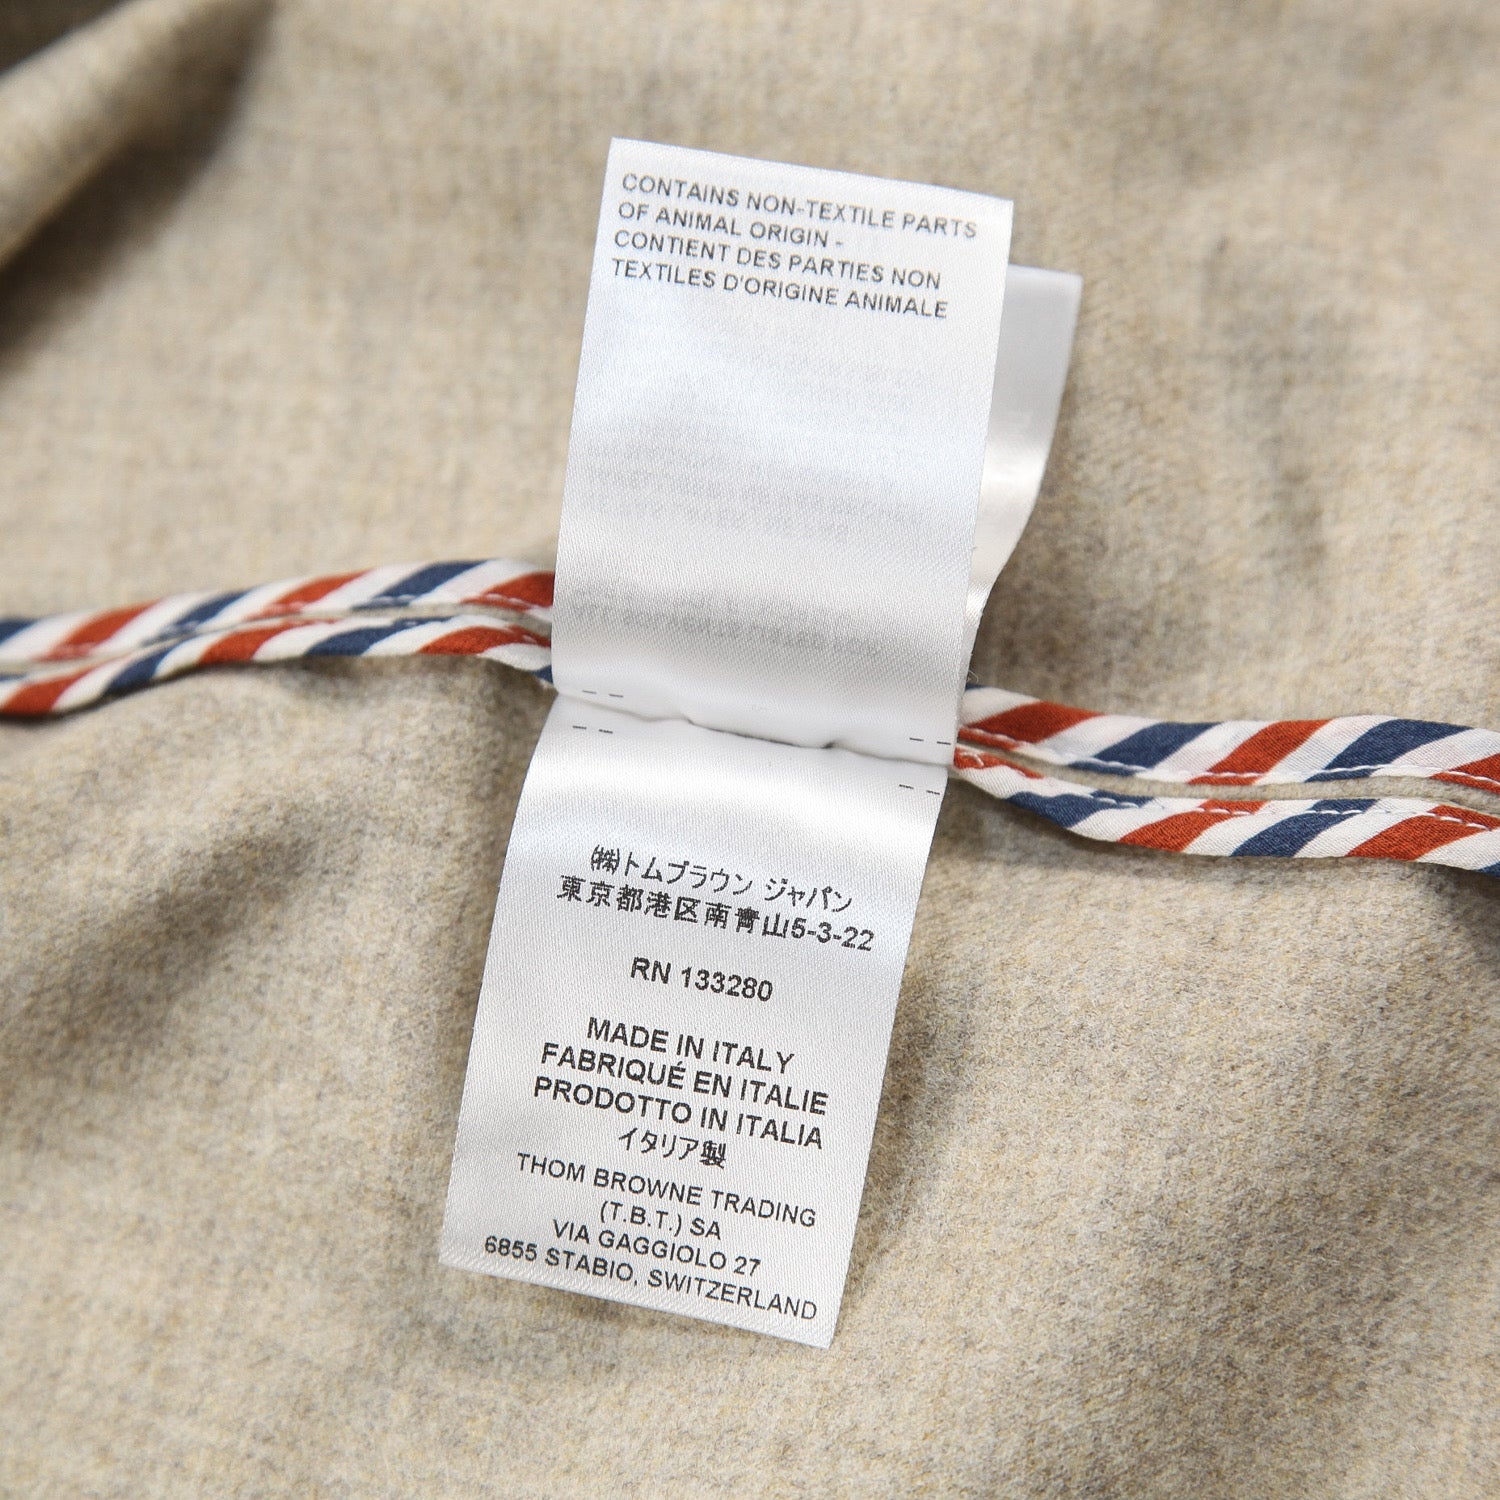 CONTAINS NON-TEXTILE PARTS
OF ANIMAL ORIGIN -
CONTIENT DES PARTIES NON
TEXTILES D'ORIGINE ANIMALE
㈱トムブラウン ジャパン
東京都港区南青山5-3-22
RN 133280
MADE IN ITALY
FABRIQUÉ EN ITALIE
PRODOTTO IN ITALIA
イタリア製
THOM BROWNE TRADING
(T.B.T.) SA
VIA GAGGIOLO 27
6855 STABIO, SWITZERLAND